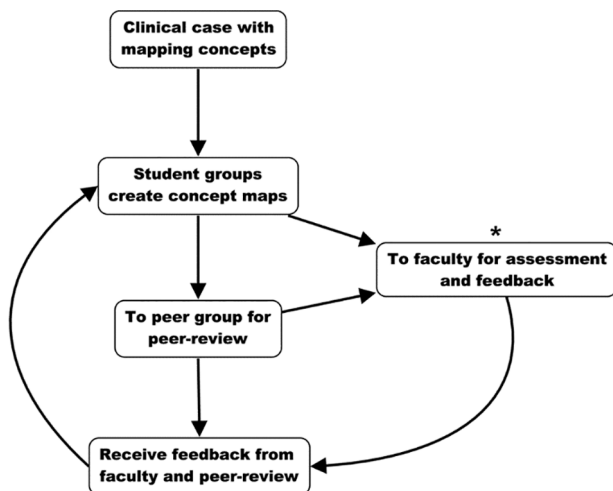 Clinical case with
mapping concepts
Student groups
create concept maps
*
To faculty for assessment
and feedback
To peer group for
peer-review
Receive feedback from
faculty and peer-review